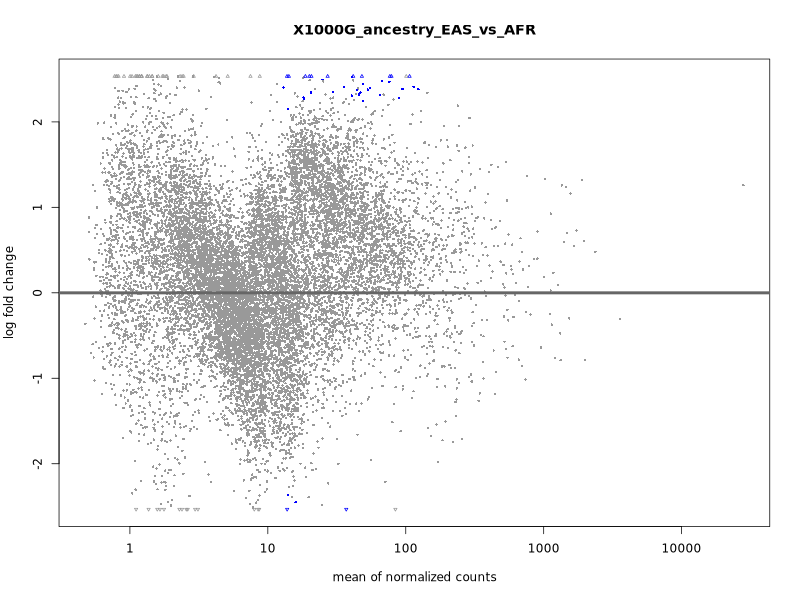 X1000G_ancestry_EAS_vs_AFR
log fold change
2
1
0
-1
-2
1 10 100 1000 10000
mean of normalized counts